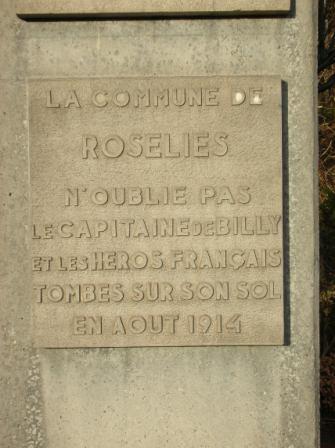 LA COMMUNE DE
ROSELIES
N'OUBLIE PAS
LE CAPITAINE DE BILLY
ET LES HEROS FRANÇAIS
TOMBES SUR SON SOL
EN AOUT 1914